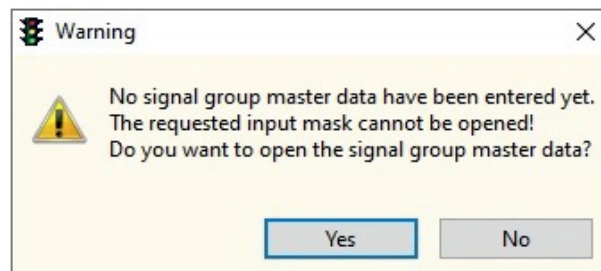 Warning
No signal group master data have been entered yet.
The requested input mask cannot be opened!
Do you want to open the signal group master data?
Yes
No